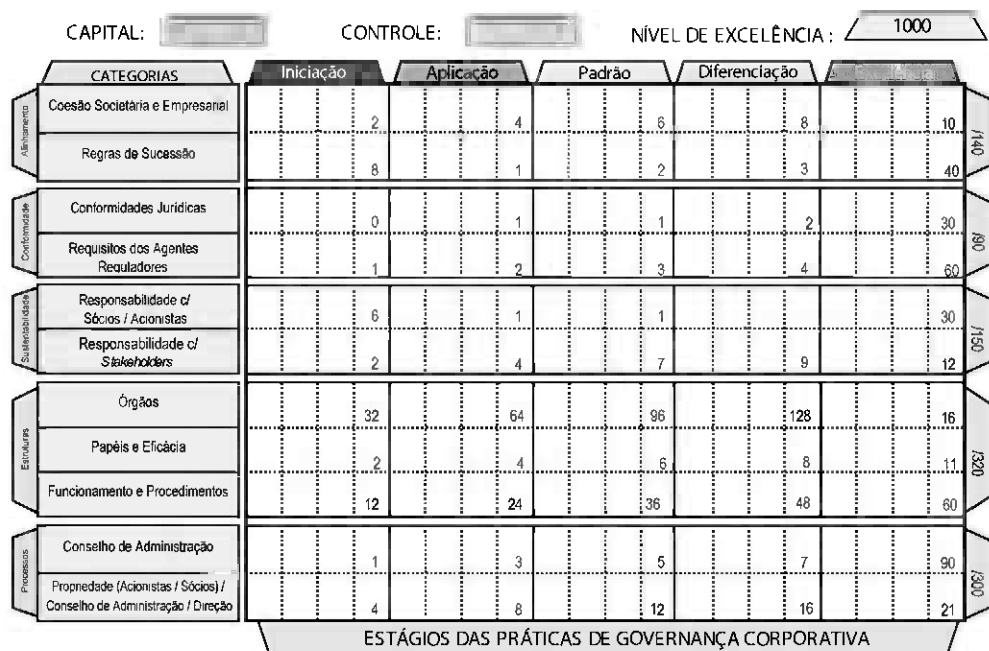 CAPITAL: CONTROLE: NÍVEL DE EXCELÊNCIA : 1000
CATEGORIAS Iniciação Aplicação Padrão Diferenciação
Alinhamento
Coesão Societária e Empresarial 2 4 6 8 10
Regras de Sucessão 8 1 2 3 40
/140
Conformidade
Conformidades Jurídicas 0 1 1 2 30
Requisitos dos Agentes
Reguladores 1 2 3 4 60
/90
Sustentabilidade
Responsabilidade c/
Sócios / Acionistas 6 1 1 30
Responsabilidade c/
Stakeholders 2 4 7 9 12
/150
Estruturas
Órgãos 32 64 96 128 16
Papéis e Eficácia 2 4 6 8 11
Funcionamento e Procedimentos 12 24 36 48 60
/320
Processos
Conselho de Administração 1 3 5 7 90
Propriedade (Acionistas / Sócios) /
Conselho de Administração / Direção 4 8 12 16 21
/300
ESTÁGIOS DAS PRÁTICAS DE GOVERNANÇA CORPORATIVA